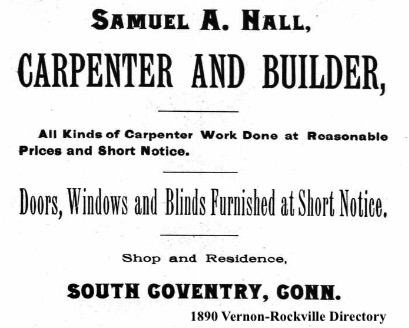 SAMUEL A. HALL,
CARPENTER AND BUILDER,
All Kinds of Carpenter Work Done at Reasonable
Prices and Short Notice.
Doors, Windows and Blinds Furnished at Short Notice.
Shop and Residence,
SOUTH COVENTRY, CONN.
1890 Vernon-Rockville Directory